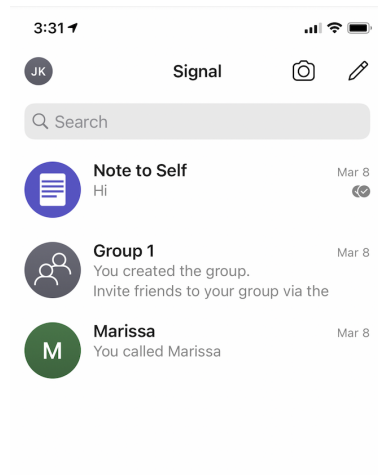 3:31
JK
Signal
Search
Note to Self
Mar 8
Hi
Group 1
Mar 8
You created the group.
Invite friends to your group via the
M
Marissa
Mar 8
You called Marissa